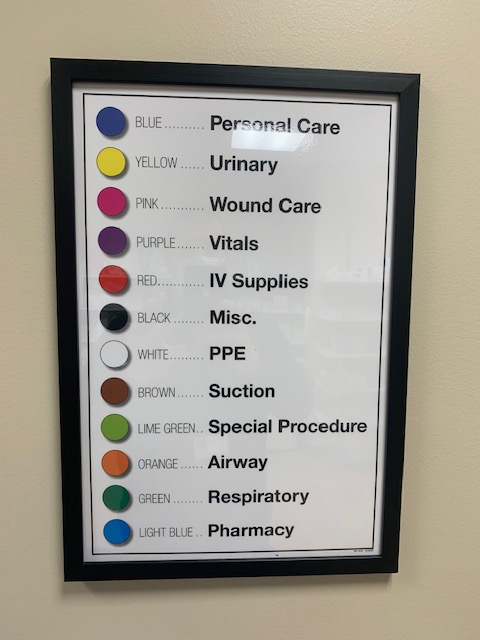 BLUE.......... Personal Care
YELLOW...... Urinary
PINK........... Wound Care
PURPLE....... Vitals
RED............ IV Supplies
BLACK........ Misc.
WHITE......... PPE
BROWN....... Suction
LIME GREEN.. Special Procedure
ORANGE...... Airway
GREEN........ Respiratory
LIGHT BLUE.. Pharmacy